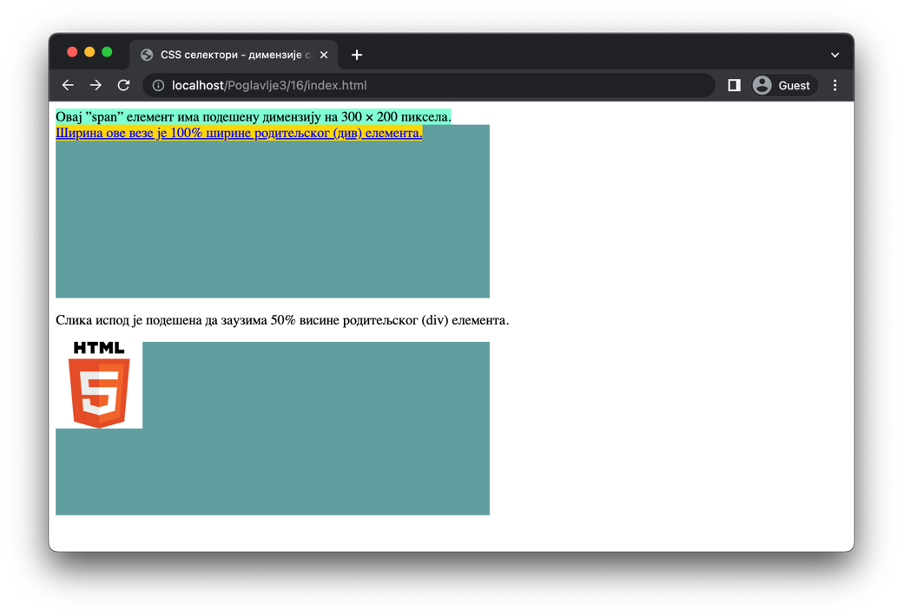 CSS селектори - димензије с
localhost/Poglavlje3/16/index.html
Guest
Овај ”span” елемент има подешену димензију на 300 × 200 пиксела.
Ширина ове везе је 100% ширине родитељског (див) елемента.
Слика испод је подешена да заузима 50% висине родитељског (div) елемента.
HTML
5